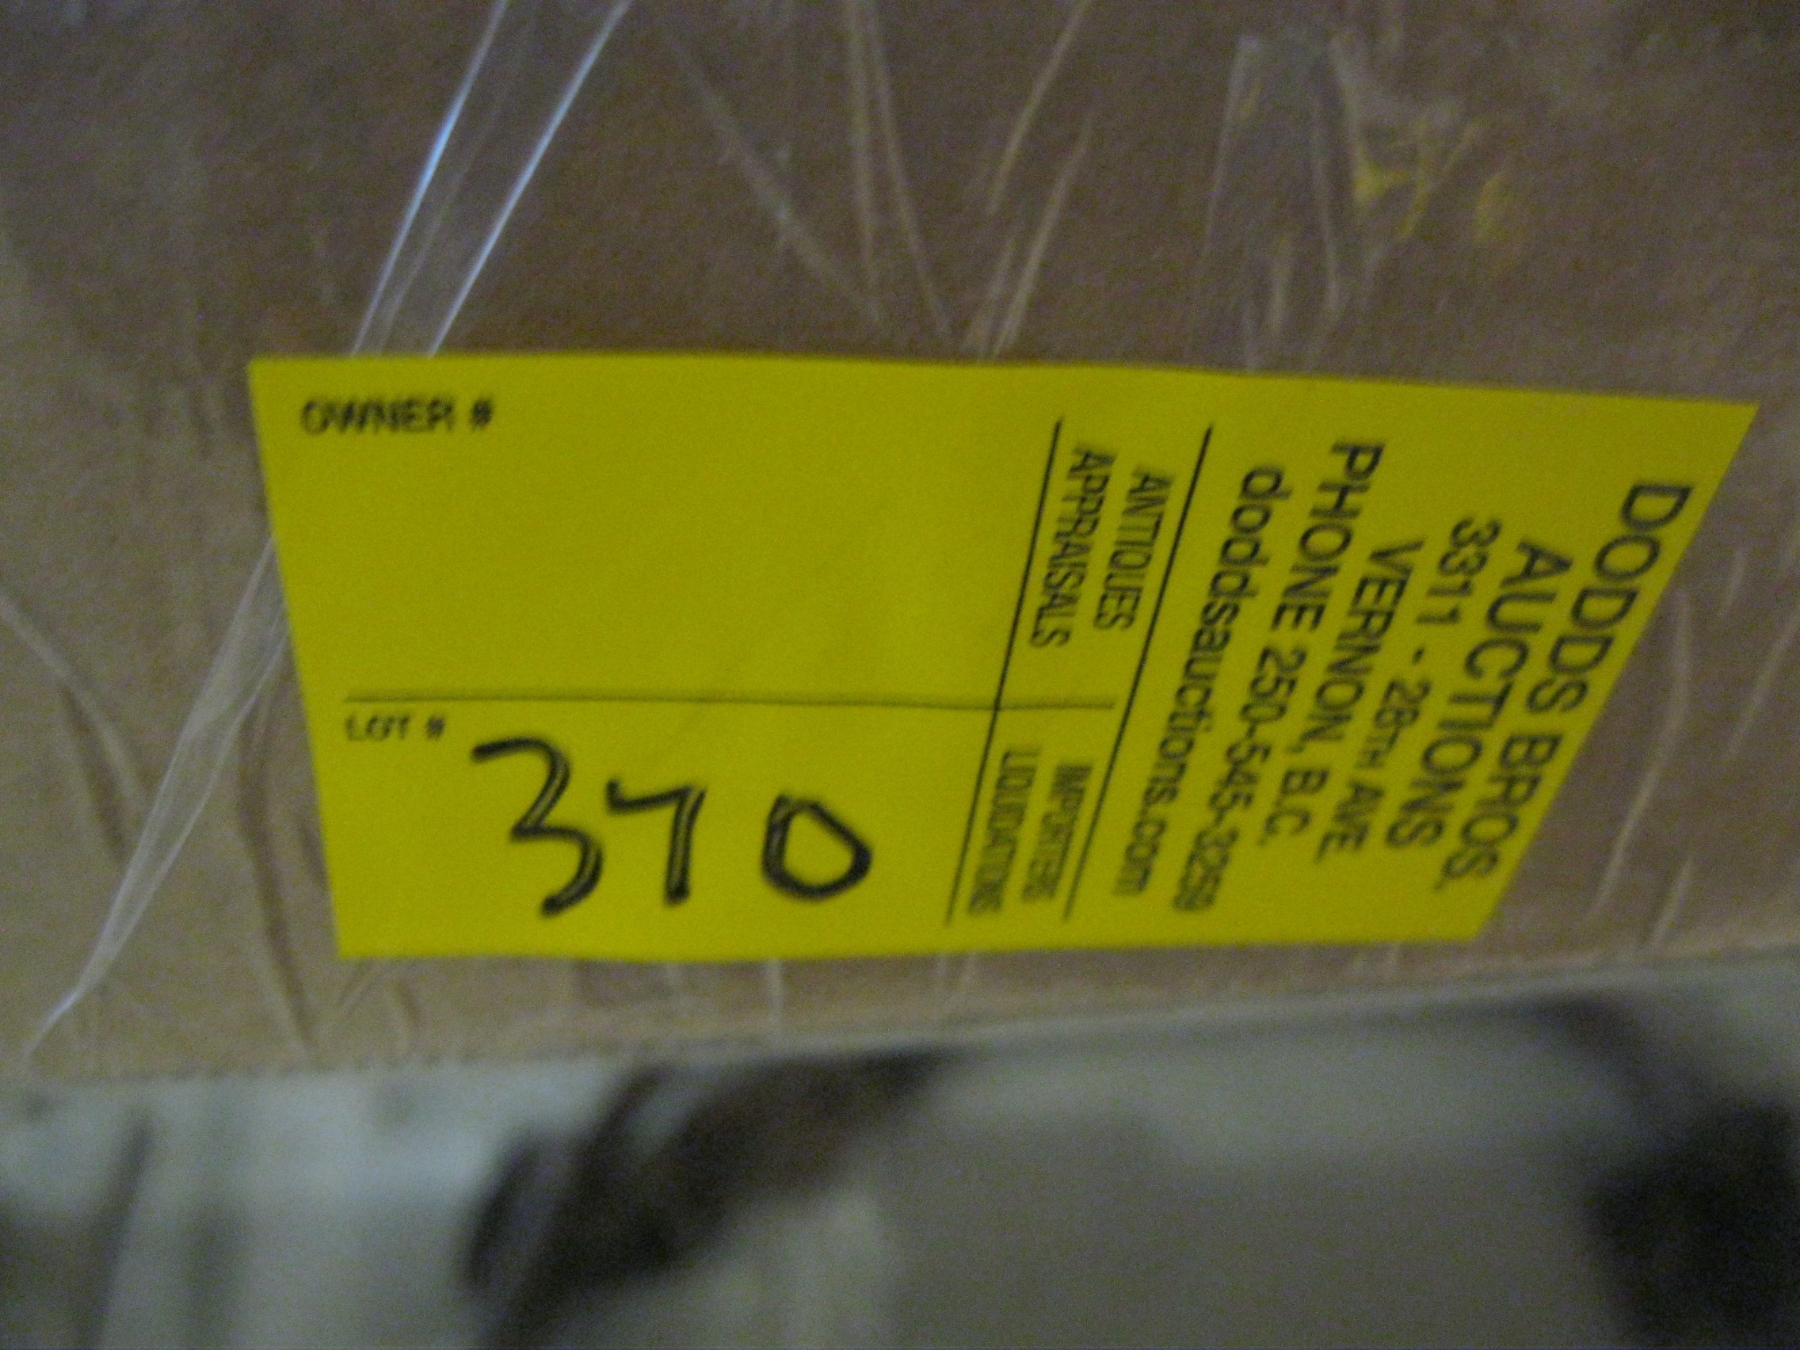 DODDS BROS.
AUCTIONS
3311 - 28TH AVE.
VERNON, B.C.
PHONE 250-545-3259
doddsauctions.com
ANTIQUES
APPRAISALS
IMPORTERS
LIQUIDATIONS
OWNER #
LOT #
370